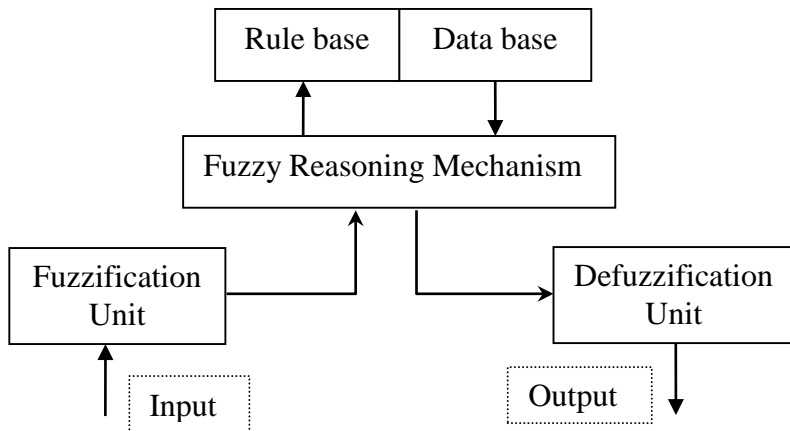 Rule base
Data base
Fuzzy Reasoning Mechanism
Fuzzification
Unit
Defuzzification
Unit
Input
Output